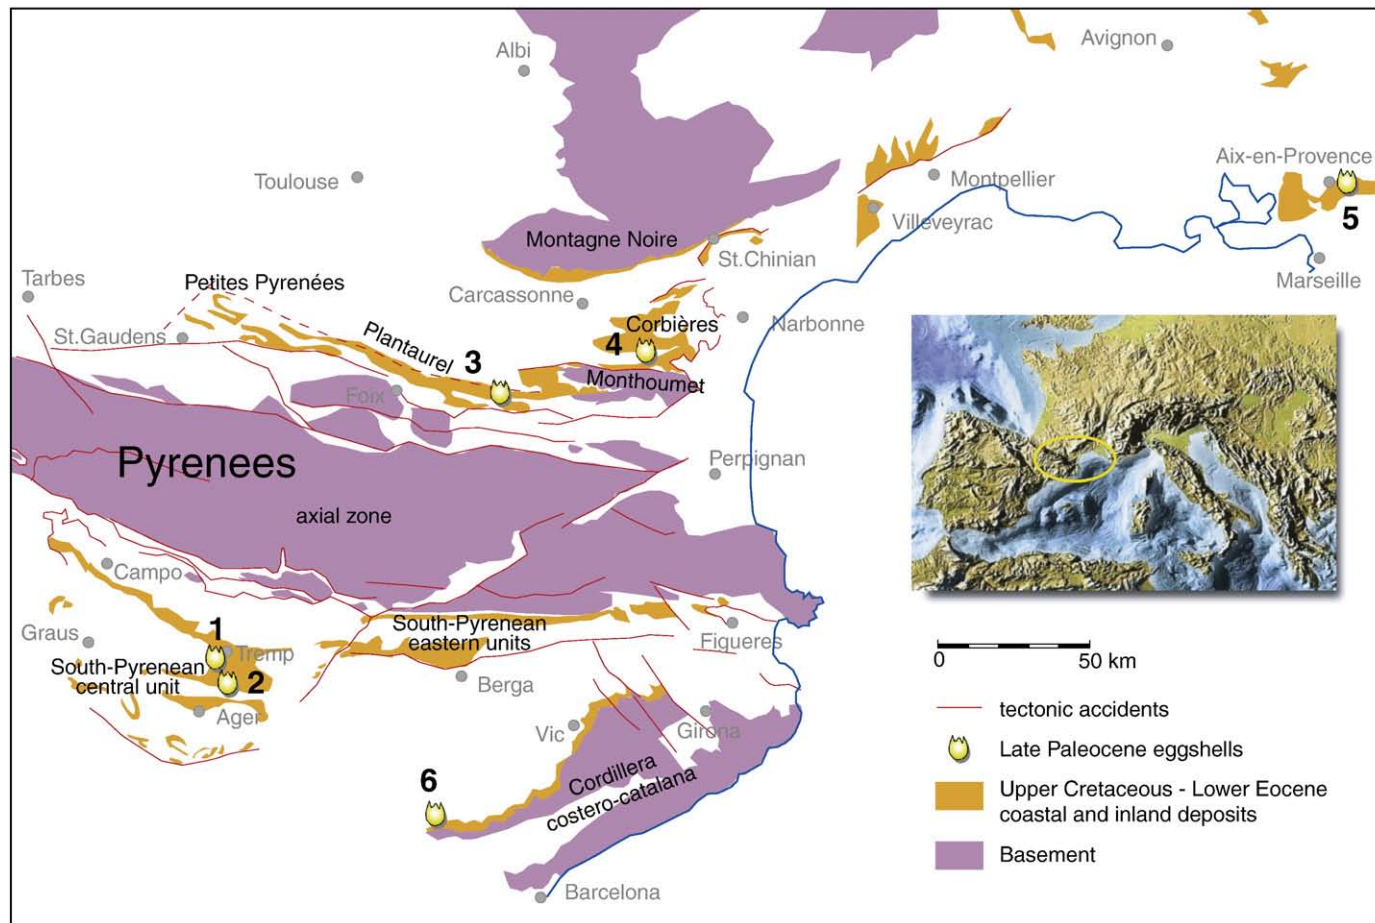 Albi
Avignon
Toulouse
Aix-en-Provence
Montpellier
5
Villeveyrac
Montagne Noire
St.Chinian
Marseille
Tarbes
Petites Pyrenées
Carcassonne
Narbonne
St.Gaudens
Plantaurel
3
4
Corbières
Foix
Monthoumet
Pyrenees
Perpignan
axial zone
Campo
Graus
1
Tremp
South-Pyrenean
central unit
2
Ager
South-Pyrenean
eastern units
Figueres
Berga
Vic
Girona
6
Cordillera
costero-catalana
Barcelona
0
50 km
tectonic accidents
Late Paleocene eggshells
Upper Cretaceous - Lower Eocene
coastal and inland deposits
Basement